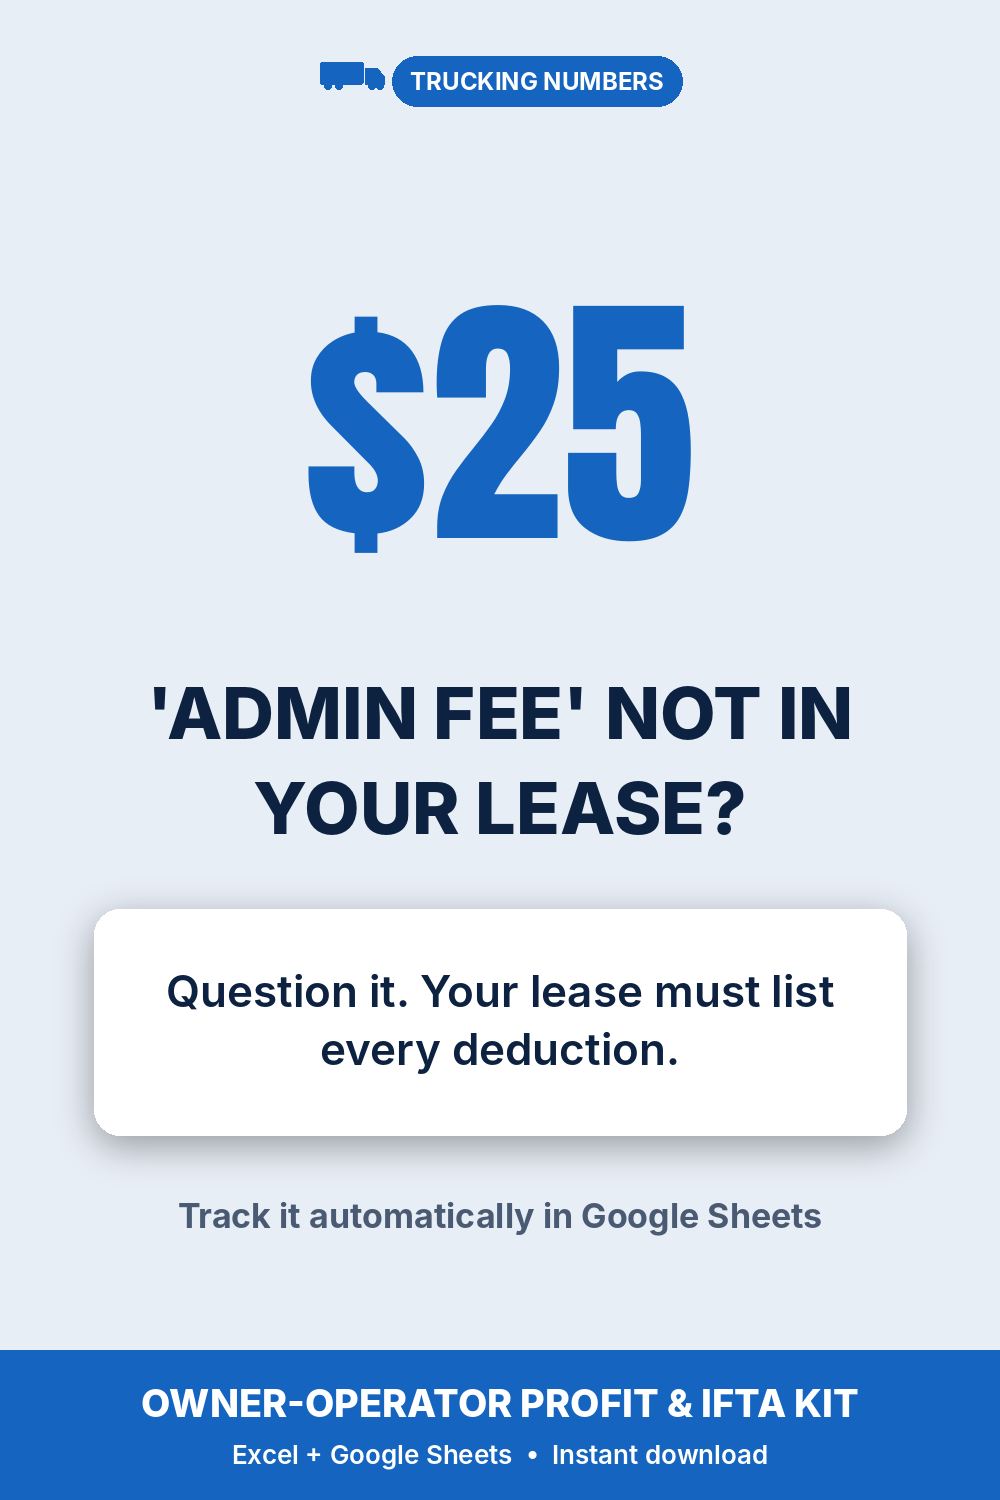 TRUCKING NUMBERS
$25
'ADMIN FEE' NOT IN
YOUR LEASE?
Question it. Your lease must list
every deduction.
Track it automatically in Google Sheets
OWNER-OPERATOR PROFIT & IFTA KIT
Excel + Google Sheets • Instant download